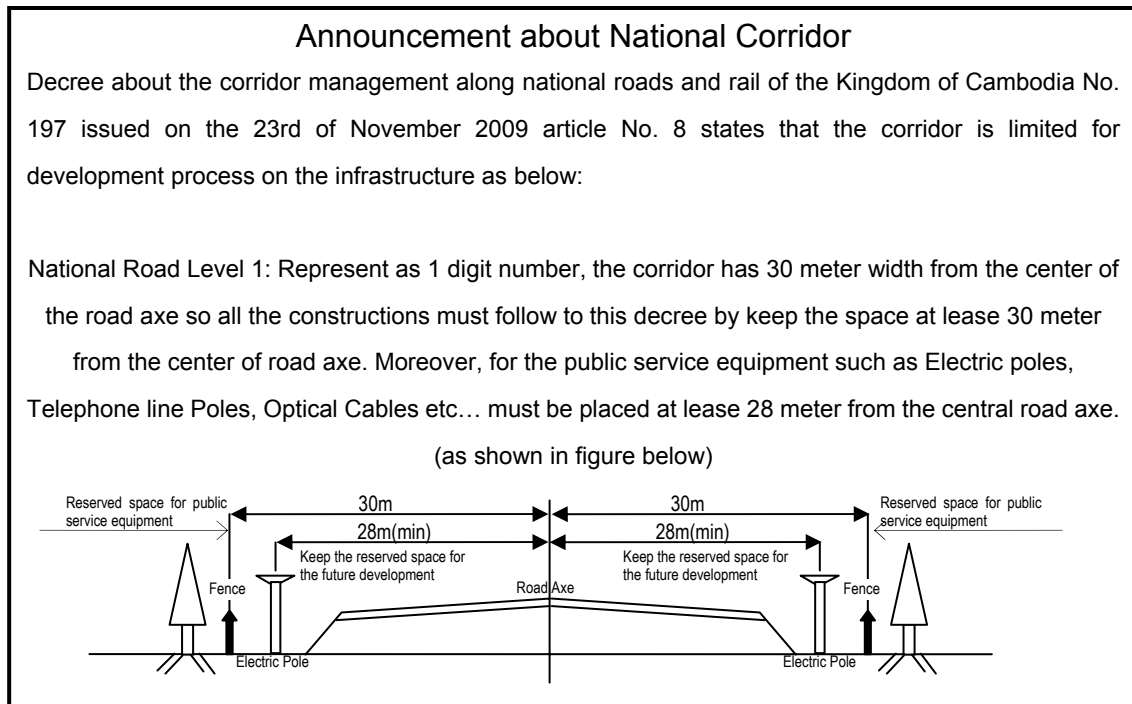 Announcement about National Corridor
Decree about the corridor management along national roads and rail of the Kingdom of Cambodia No.
197 issued on the 23rd of November 2009 article No. 8 states that the corridor is limited for
development process on the infrastructure as below:
National Road Level 1: Represent as 1 digit number, the corridor has 30 meter width from the center of
the road axe so all the constructions must follow to this decree by keep the space at lease 30 meter
from the center of road axe. Moreover, for the public service equipment such as Electric poles,
Telephone line Poles, Optical Cables etc… must be placed at lease 28 meter from the central road axe.
(as shown in figure below)
Reserved space for public
service equipment
30m
30m
Reserved space for public
service equipment
28m(min)
28m(min)
Keep the reserved space for
the future development
Keep the reserved space for
the future development
Fence
Road Axe
Fence
Electric Pole
Electric Pole